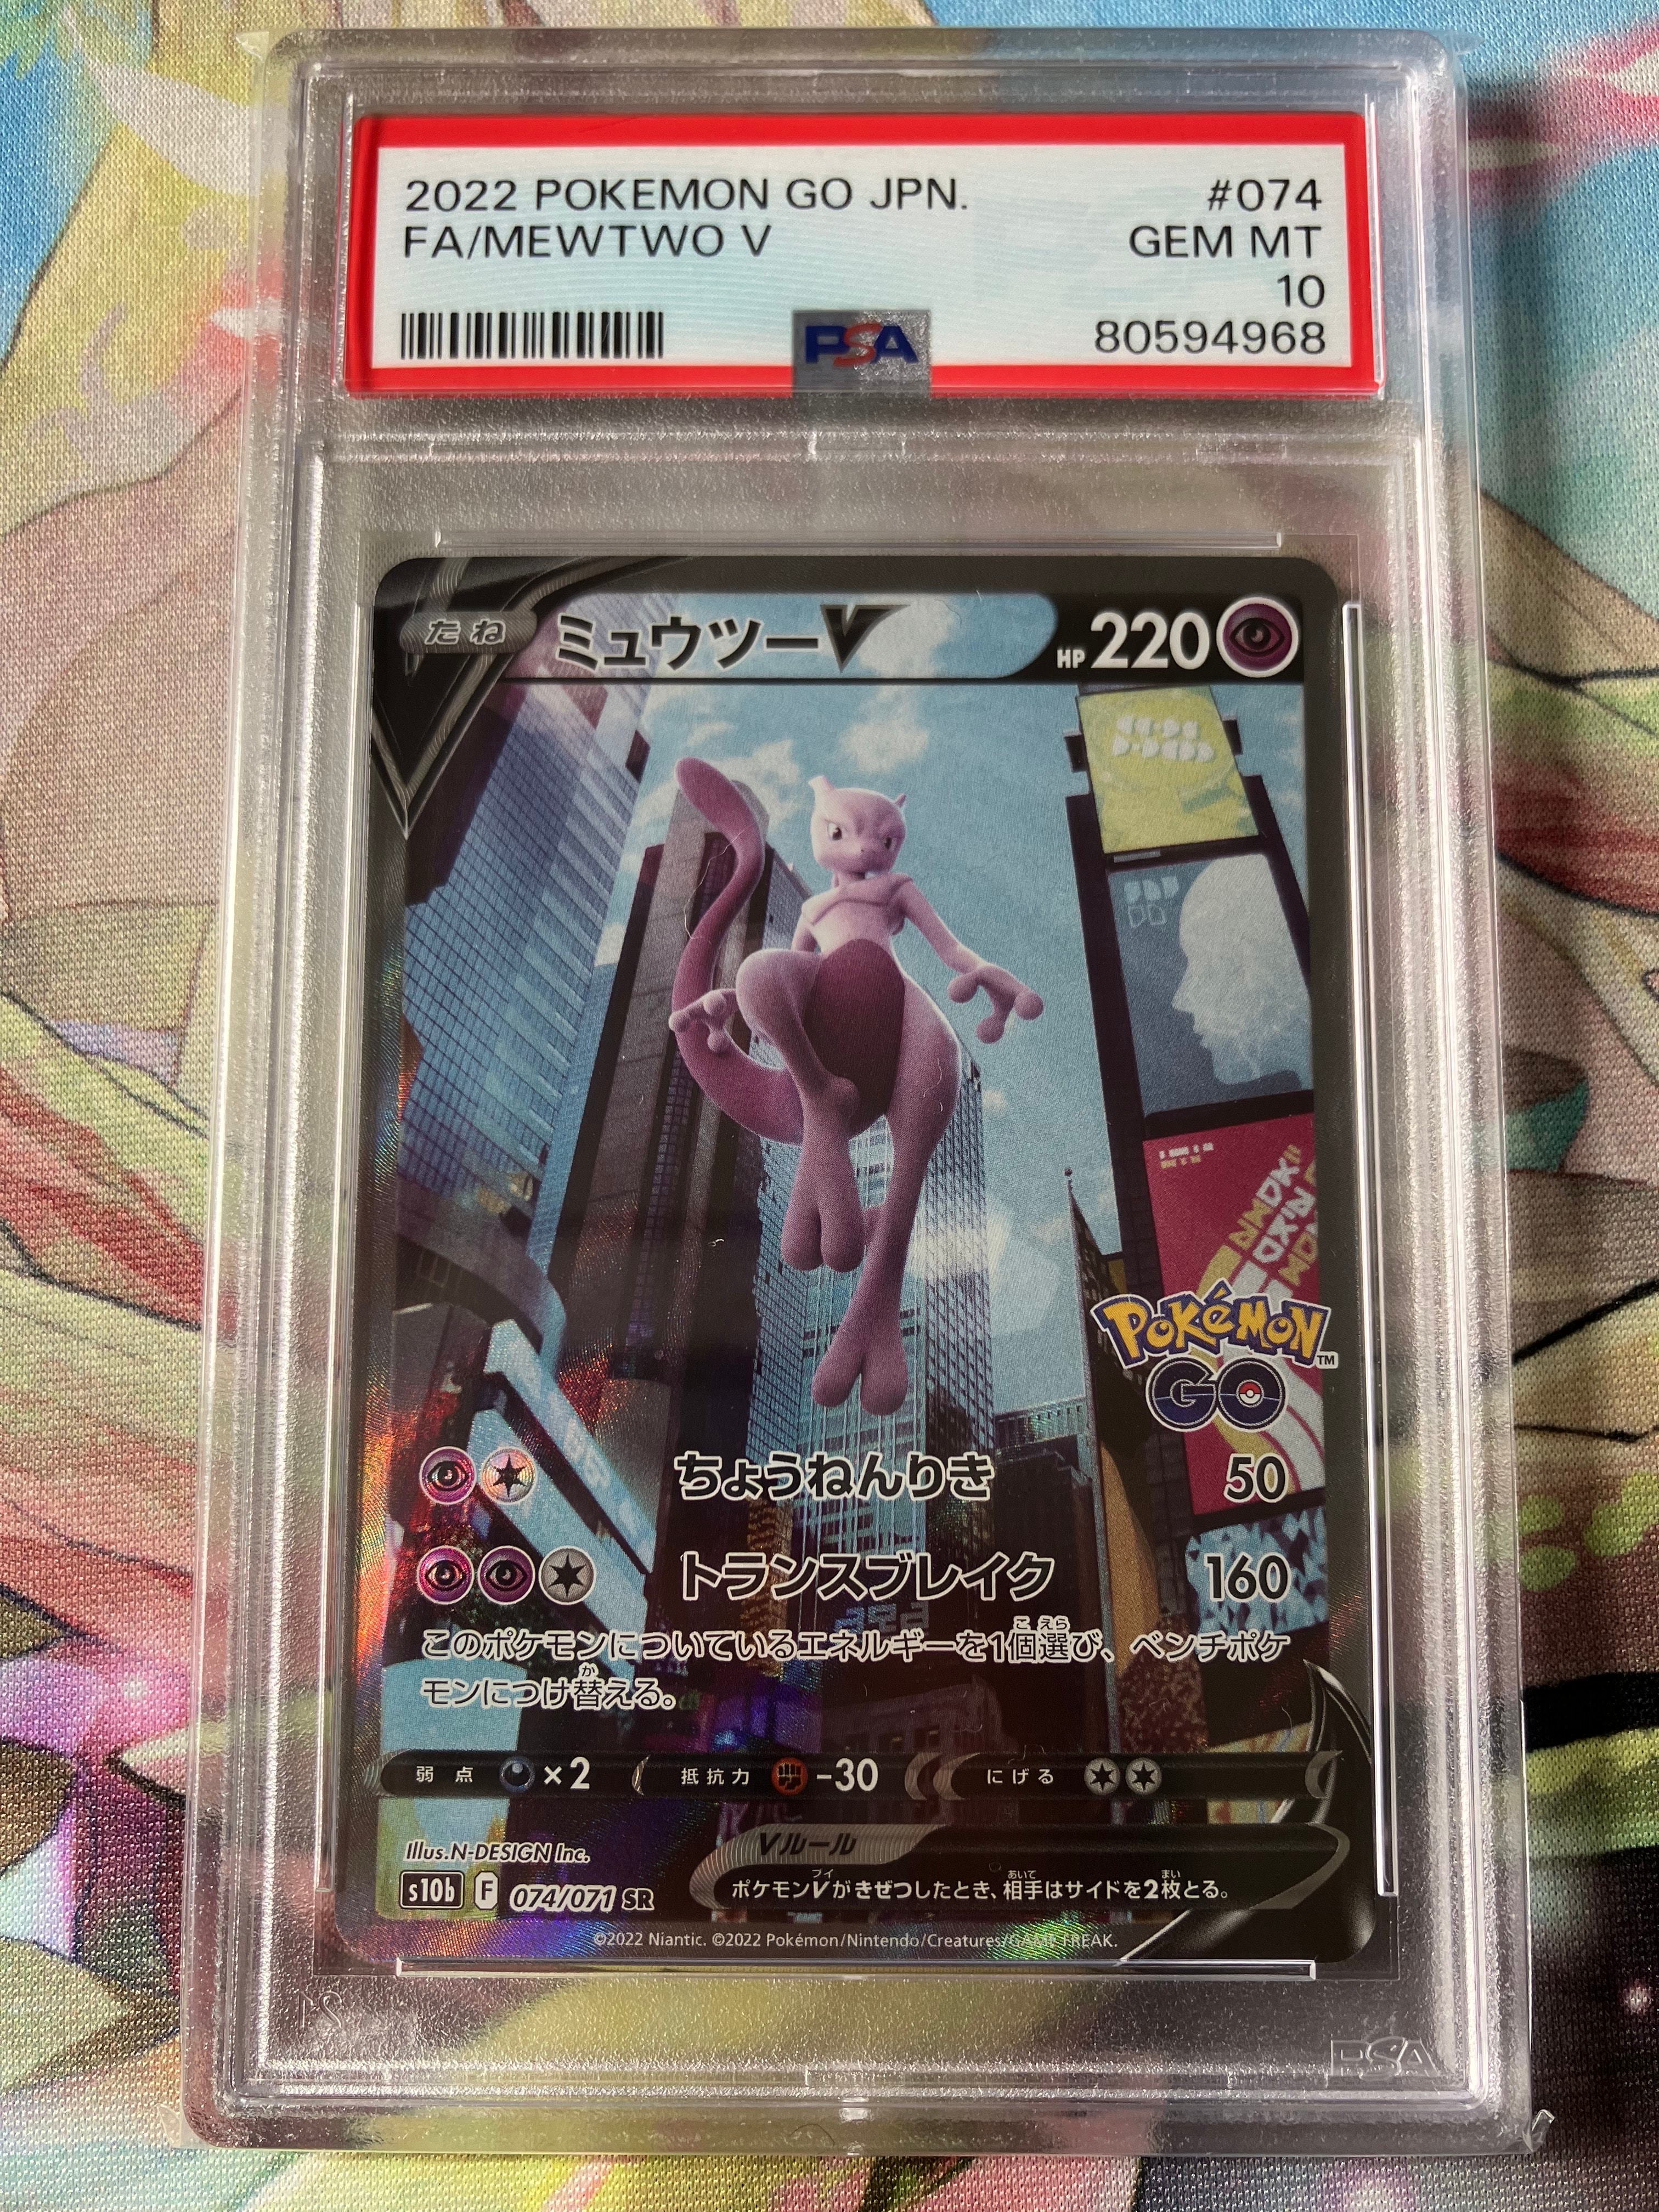 2022 POKEMON GO JPN. #074
FA/MEWTWO V GEM MT
10
PSA 80594968
たね ミュウツーV HP 220
POKéMON™
GO
ちょうねんりき 50
トランスブレイク 160
このポケモンについているエネルギーを1個選び、ベンチポケ
モンにつけ替える。
弱点 ×2 抵抗力 -30 にげる
Illus. N-DESIGN Inc.
Vルール
s10b F 074/071 SR
ポケモンVがきぜつしたとき、相手はサイドを2枚とる。
©2022 Niantic. ©2022 Pokémon/Nintendo/Creatures/GAME FREAK.
PSA